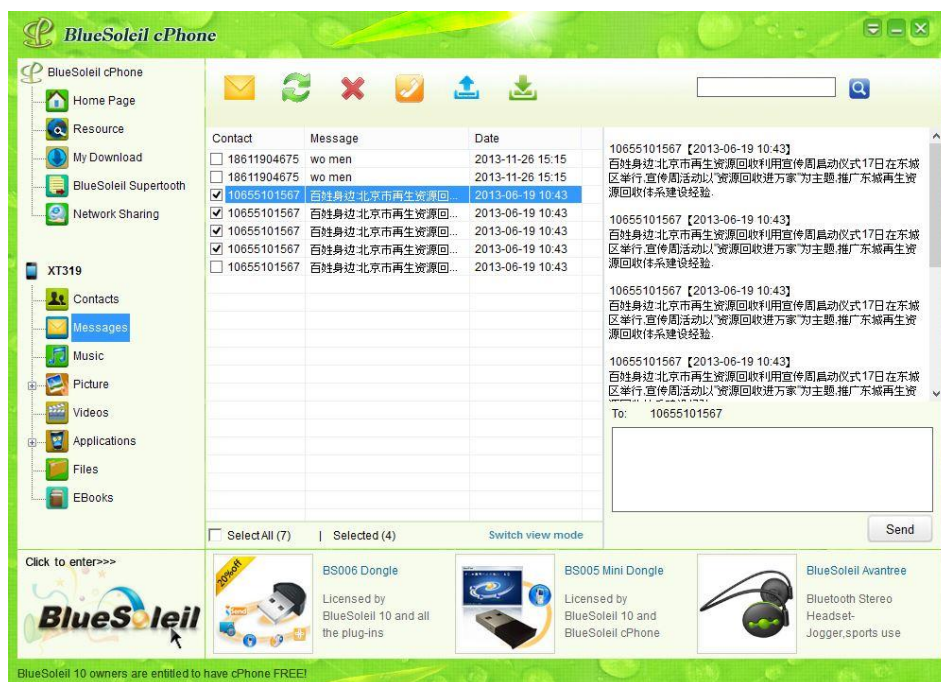 BlueSoleil cPhone
BlueSoleil cPhone
Home Page
Resource
My Download
BlueSoleil Supertooth
Network Sharing
XT319
Contacts
Messages
Music
Picture
Videos
Applications
Files
EBooks
Contact Message Date
18611904675 wo men 2013-11-26 15:15
18611904675 wo men 2013-11-26 15:15
10655101567 百姓身边:北京市再生资源回... 2013-06-19 10:43
10655101567 百姓身边:北京市再生资源回... 2013-06-19 10:43
10655101567 百姓身边:北京市再生资源回... 2013-06-19 10:43
10655101567 百姓身边:北京市再生资源回... 2013-06-19 10:43
10655101567 百姓身边:北京市再生资源回... 2013-06-19 10:43
Select All (7) | Selected (4) Switch view mode
10655101567【2013-06-19 10:43】
百姓身边:北京市再生资源回收利用宣传周启动仪式17日在东城
区举行,宣传周活动以"资源回收进万家"为主题,推广东城再生资
源回收体系建设经验.
10655101567【2013-06-19 10:43】
百姓身边:北京市再生资源回收利用宣传周启动仪式17日在东城
区举行,宣传周活动以"资源回收进万家"为主题,推广东城再生资
源回收体系建设经验.
10655101567【2013-06-19 10:43】
百姓身边:北京市再生资源回收利用宣传周启动仪式17日在东城
区举行,宣传周活动以"资源回收进万家"为主题,推广东城再生资
源回收体系建设经验.
10655101567【2013-06-19 10:43】
百姓身边:北京市再生资源回收利用宣传周启动仪式17日在东城
区举行,宣传周活动以"资源回收进万家"为主题,推广东城再生资
To: 10655101567
Send
Click to enter>>>
BlueSoleil
20%off
Send
BS006 Dongle
Licensed by
BlueSoleil 10 and all
the plug-ins
BS005 Mini Dongle
Licensed by
BlueSoleil 10 and
BlueSoleil cPhone
BlueSoleil Avantree
Bluetooth Stereo
Headset-
Jogger,sports use
BlueSoleil 10 owners are entitled to have cPhone FREE!